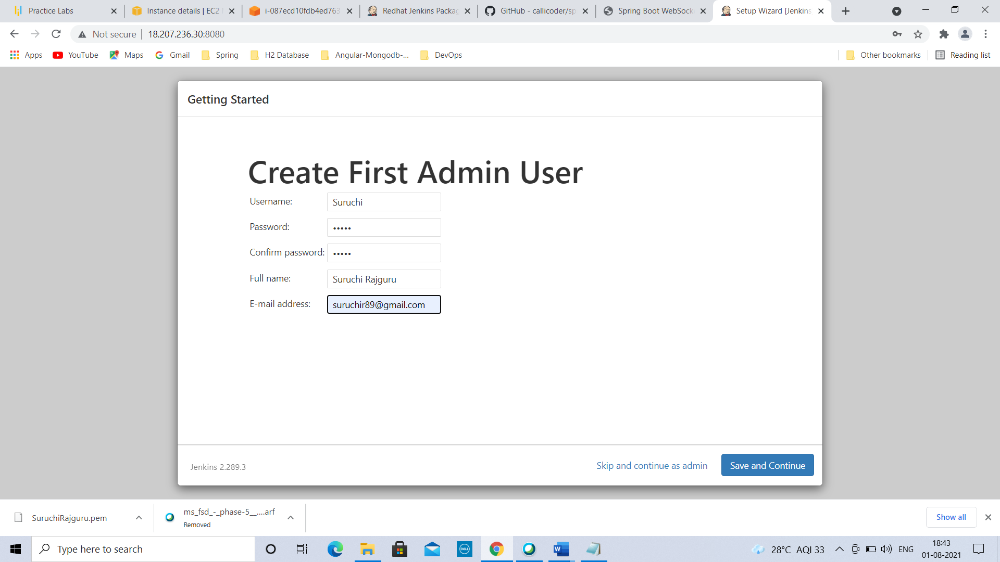 Practice Labs
Instance details | EC2
i-087ecd10fdb4ed763
Redhat Jenkins Packag
GitHub - callicoder/sp
Spring Boot WebSock
Setup Wizard [Jenkins
Not secure
18.207.236.30:8080
Apps
YouTube
Maps
Gmail
Spring
H2 Database
Angular-Mongodb-...
DevOps
Other bookmarks
Reading list
Getting Started
Create First Admin User
Username:
Suruchi
Password:
•••••
Confirm password:
•••••
Full name:
Suruchi Rajguru
E-mail address:
suruchir89@gmail.com
Jenkins 2.289.3
Skip and continue as admin
Save and Continue
SuruchiRajguru.pem
ms_fsd_-_phase-5__....arf
Removed
Show all
Type here to search
DELL
W
28°C AQI 33
ENG
18:43
01-08-2021